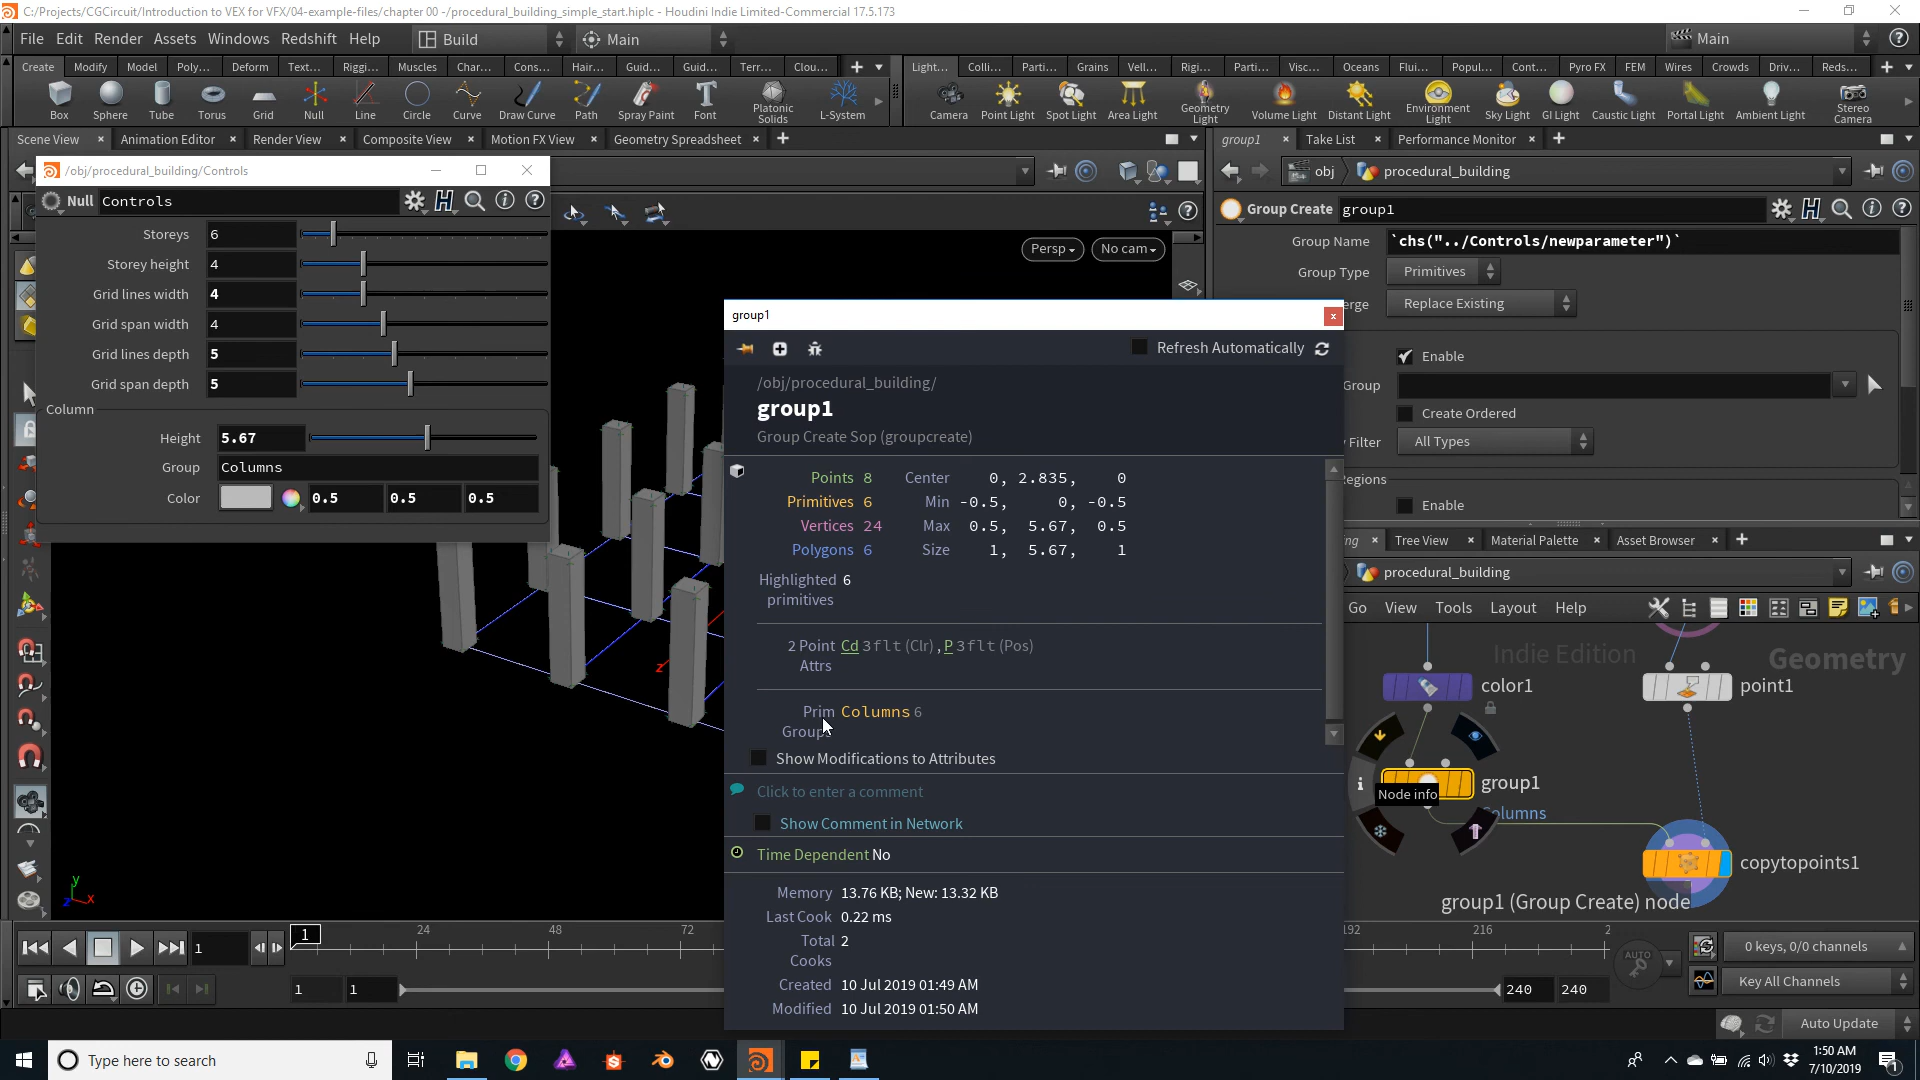 C:/Projects/CGCircuit/Introduction to VEX for VFX/04-example-files/chapter 00 -/procedural_building_simple_start.hiplc - Houdini Indie Limited-Commercial 17.5.173
File Edit Render Assets Windows Redshift Help Build Main Main
Create Modify Model Poly... Deform Text... Riggi... Muscles Char... Cons... Hair... Guid... Guid... Terr... Clou... Light... Colli... Parti... Grains Vell... Rigi... Parti... Visc... Oceans Flui... Popul... Cont... Pyro FX FEM Wires Crowds Driv... Reds...
Box Sphere Tube Torus Grid Null Line Circle Curve Draw Curve Path Spray Paint Font Platonic Solids L-System Camera Point Light Spot Light Area Light Geometry Light Volume Light Distant Light Environment Light Sky Light GI Light Caustic Light Portal Light Ambient Light Stereo Camera
Scene View Animation Editor Render View Composite View Motion FX View Geometry Spreadsheet group1 Take List Performance Monitor
/obj/procedural_building/Controls
obj procedural_building
Null Controls
Group Create group1
Storeys 6
Storey height 4
Grid lines width 4
Grid span width 4
Grid lines depth 5
Grid span depth 5
Column
Height 5.67
Group Columns
Color 0.5 0.5 0.5
Persp No cam
Group Name `chs("../Controls/newparameter")`
Group Type Primitives
erge Replace Existing
Enable
Group
Create Ordered
Filter All Types
egions
Enable
group1
Refresh Automatically
/obj/procedural_building/
group1
Group Create Sop (groupcreate)
Points 8 Center 0, 2.835, 0
Primitives 6 Min -0.5, 0, -0.5
Vertices 24 Max 0.5, 5.67, 0.5
Polygons 6 Size 1, 5.67, 1
Highlighted 6
primitives
2 Point Cd 3flt (Clr) , P 3flt (Pos)
Attrs
Prim Columns 6
Groups
Show Modifications to Attributes
Click to enter a comment
Show Comment in Network
Time Dependent No
Memory 13.76 KB; New: 13.32 KB
Last Cook 0.22 ms
Total 2
Cooks
Created 10 Jul 2019 01:49 AM
Modified 10 Jul 2019 01:50 AM
ng Tree View Material Palette Asset Browser
procedural_building
Go View Tools Layout Help
Indie Edition Geometry
color1 point1
group1
Node info
olumns
copytopoints1
group1 (Group Create) node
z
y
z x
1 1 24 48 72 192 216 2
AUTO
0 keys, 0/0 channels
1 1 240 240 Key All Channels
Auto Update
Type here to search
1:50 AM
7/10/2019
1